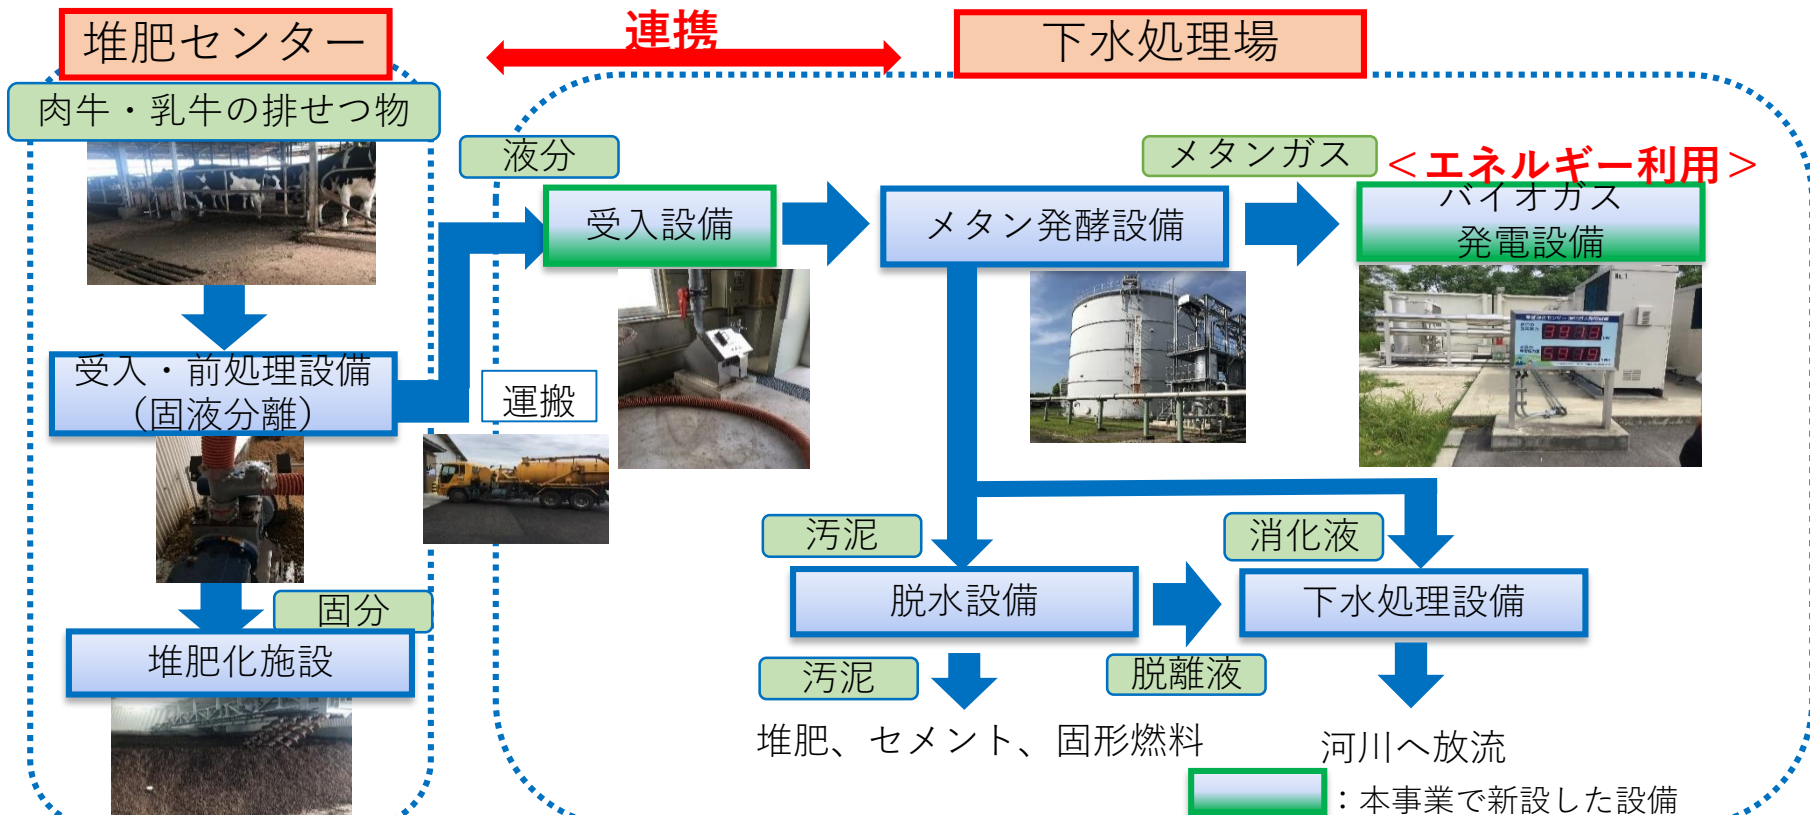 堆肥センター
連携
下水処理場
肉牛・乳牛の排せつ物
液分
メタンガス
＜エネルギー利用＞
受入設備
メタン発酵設備
バイオガス
発電設備
受入・前処理設備
（固液分離）
運搬
汚泥
消化液
固分
脱水設備
下水処理設備
堆肥化施設
汚泥
脱離液
堆肥、セメント、固形燃料
河川へ放流
：本事業で新設した設備